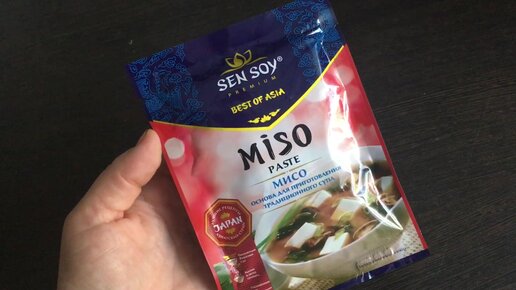 SEN SOY®
PREMIUM
BEST OF ASIA
MISO
PASTE
МИСО
ОСНОВА ДЛЯ ПРИГОТОВЛЕНИЯ
ТРАДИЦИОННОГО СУПА
JAPAN